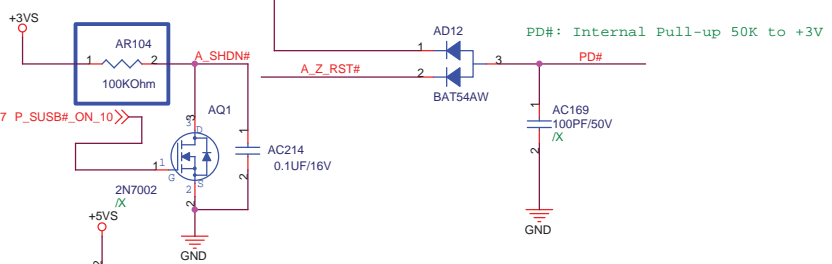 +3VS
AR104
1 2
100KOhm
A_SHDN#
7 P_SUSB#_ON_10
AQ1
3 3 D
1 1 G
2 S 2
2N7002
/X
1
AC214
0.1UF/16V
2
GND
+5VS
2
AD12
1
A_Z_RST#
2
3
BAT54AW
PD#: Internal Pull-up 50K to +3V
PD#
1
AC169
100PF/50V
/X
2
GND